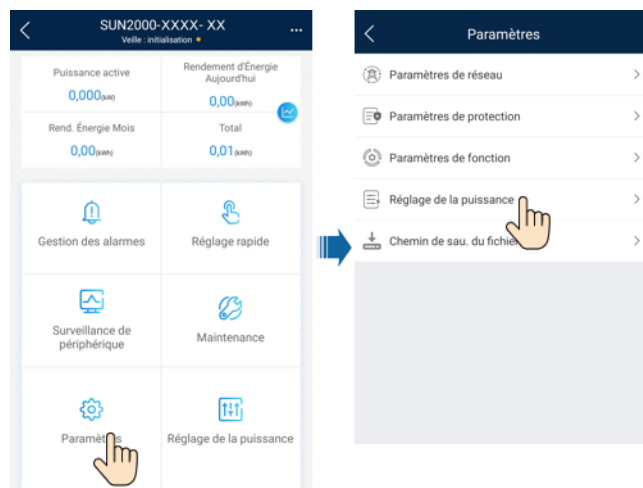 SUN2000-XXXX- XX
Veille : initialisation
...
Puissance active
0,000(kW)
Rendement d'Énergie
Aujourd'hui
0,00(kWh)
Rend. Énergie Mois
0,00(kWh)
Total
0,01(kWh)
Gestion des alarmes
Réglage rapide
Surveillance de
périphérique
Maintenance
Paramètres
Réglage de la puissance
Paramètres
Paramètres de réseau
Paramètres de protection
Paramètres de fonction
Réglage de la puissance
Chemin de sau. du fichier